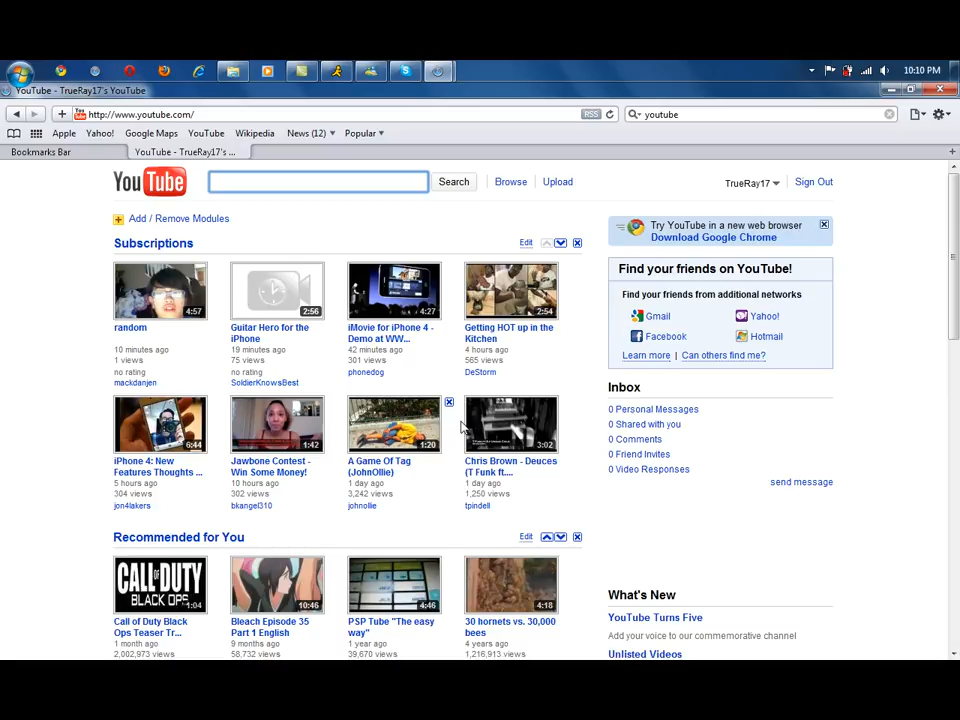 10:10 PM
YouTube - TrueRay17's YouTube
http://www.youtube.com/
RSS
youtube
Apple Yahoo! Google Maps YouTube Wikipedia News (12) Popular
Bookmarks Bar
YouTube - TrueRay17's ...
YouTube
Search
Browse
Upload
TrueRay17
Sign Out
Add / Remove Modules
Subscriptions
Edit
4:57
2:56
4:27
2:54
random
10 minutes ago
1 views
no rating
mackdanjen
Guitar Hero for the
iPhone
19 minutes ago
75 views
no rating
SoldierKnowsBest
iMovie for iPhone 4 -
Demo at WW...
42 minutes ago
301 views
phonedog
Getting HOT up in the
Kitchen
4 hours ago
565 views
DeStorm
6:44
1:42
1:20
3:02
iPhone 4: New
Features Thoughts ...
5 hours ago
304 views
jon4lakers
Jawbone Contest -
Win Some Money!
10 hours ago
302 views
bkangel310
A Game Of Tag
(JohnOllie)
1 day ago
3,242 views
johnollie
Chris Brown - Deuces
(T Funk ft....
1 day ago
1,250 views
tpindell
Recommended for You
Edit
CALL OF DUTY
BLACK OPS
1:04
10:46
4:46
4:18
Call of Duty Black
Ops Teaser Tr...
1 month ago
2,002,973 views
Bleach Episode 35
Part 1 English
9 months ago
58,732 views
PSP Tube "The easy
way"
1 year ago
39,670 views
30 hornets vs. 30,000
bees
4 years ago
1,216,913 views
Try YouTube in a new web browser
Download Google Chrome
Find your friends on YouTube!
Find your friends from additional networks
Gmail
Yahoo!
Facebook
Hotmail
Learn more | Can others find me?
Inbox
0 Personal Messages
0 Shared with you
0 Comments
0 Friend Invites
0 Video Responses
send message
What's New
YouTube Turns Five
Add your voice to our commemorative channel
Unlisted Videos